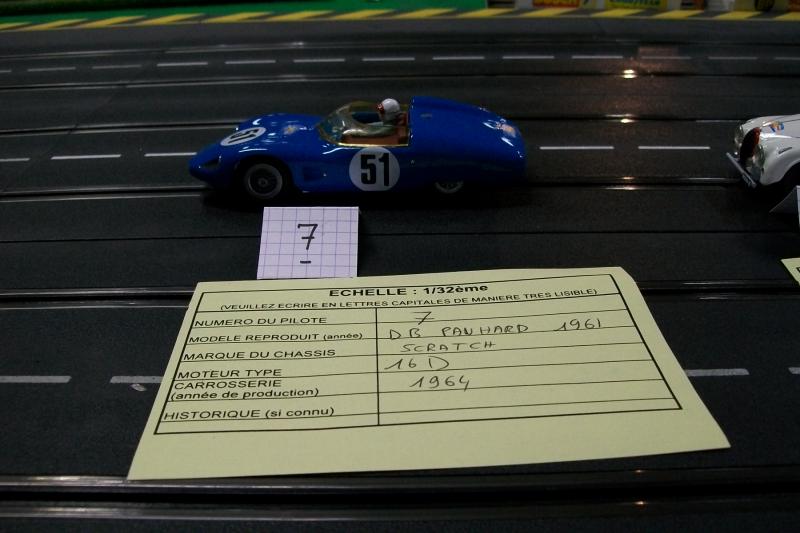 51
51
7
ECHELLE : 1/32ème
(VEUILLEZ ECRIRE EN LETTRES CAPITALES DE MANIERE TRES LISIBLE)
NUMERO DU PILOTE 7
MODELE REPRODUIT (année) DB PANHARD 1961
MARQUE DU CHASSIS SCRATCH
MOTEUR TYPE 16D
CARROSSERIE 1964
(année de production)
HISTORIQUE (si connu)